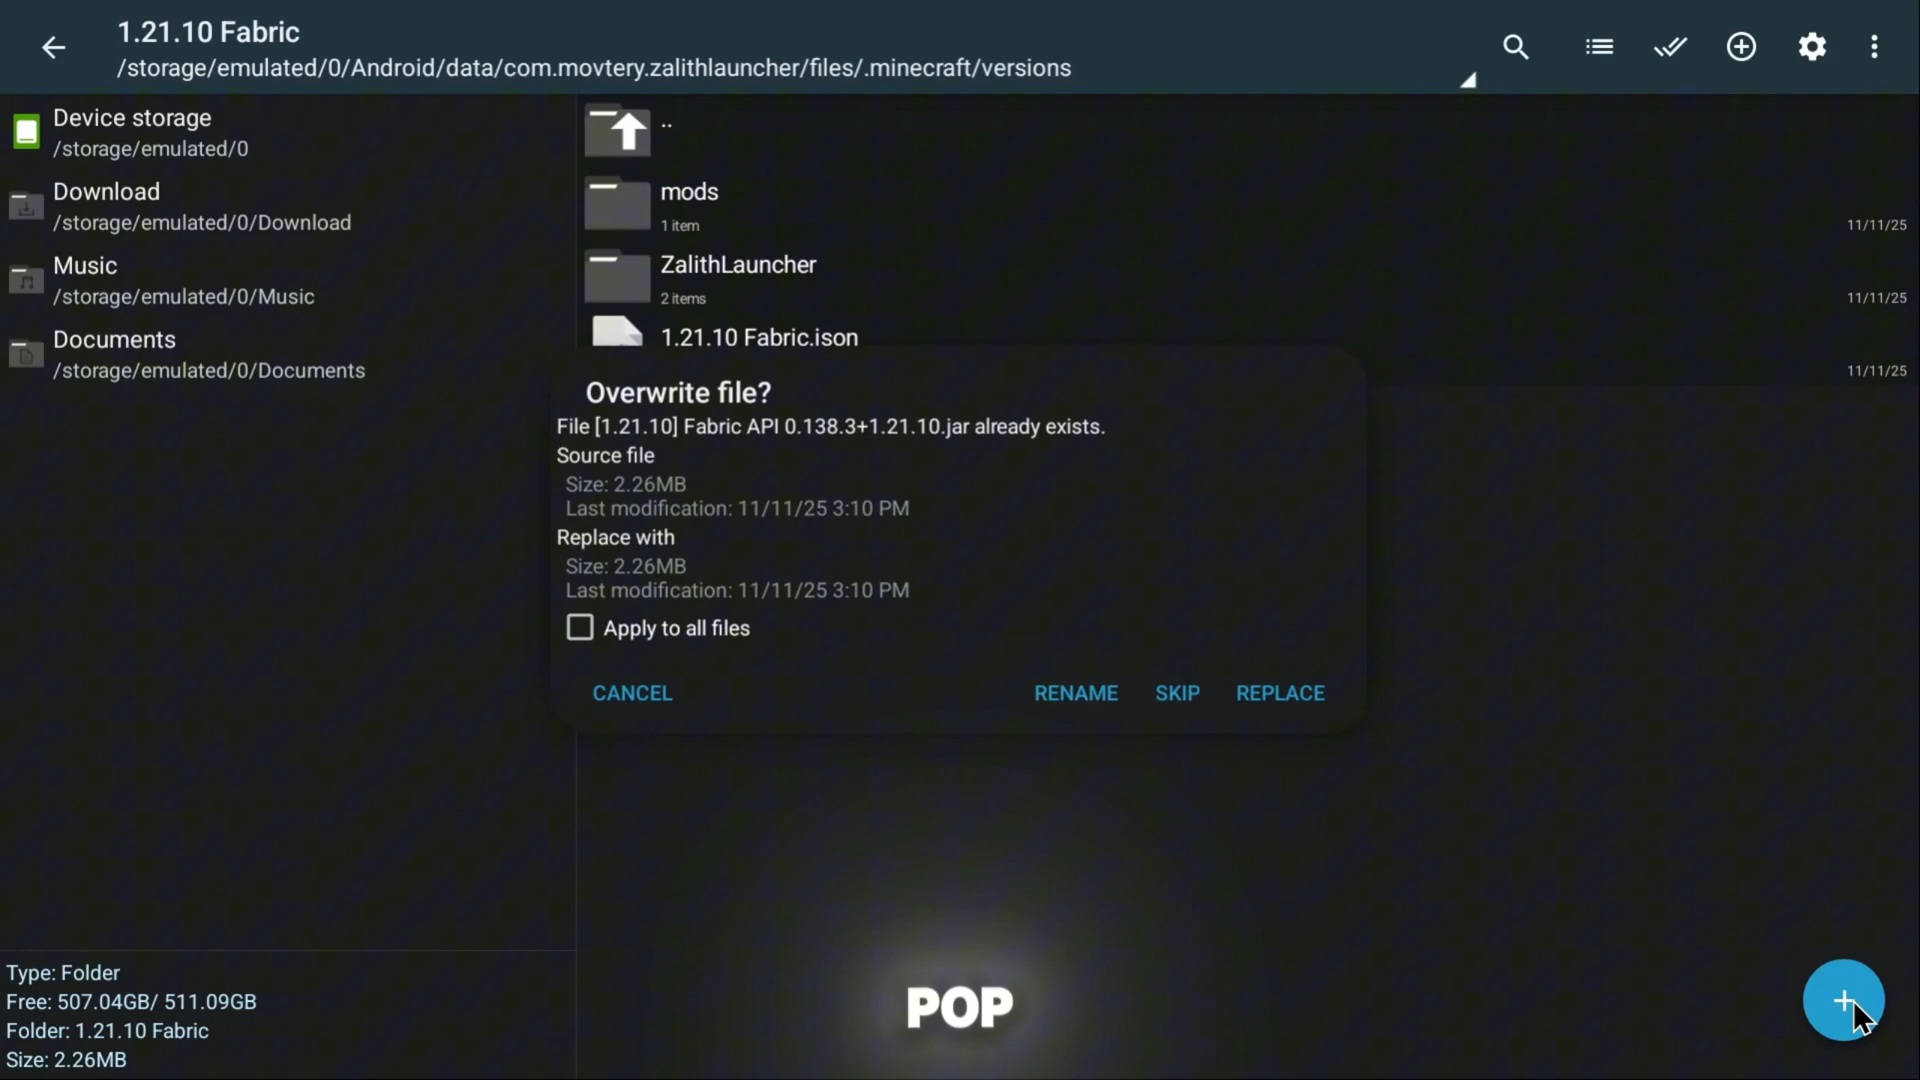 1.21.10 Fabric
/storage/emulated/0/Android/data/com.movtery.zalithlauncher/files/.minecraft/versions
Device storage
/storage/emulated/0
Download
/storage/emulated/0/Download
Music
/storage/emulated/0/Music
Documents
/storage/emulated/0/Documents
..
mods
1 item
11/11/25
ZalithLauncher
2 items
11/11/25
1.21.10 Fabric.json
11/11/25
Overwrite file?
File [1.21.10] Fabric API 0.138.3+1.21.10.jar already exists.
Source file
Size: 2.26MB
Last modification: 11/11/25 3:10 PM
Replace with
Size: 2.26MB
Last modification: 11/11/25 3:10 PM
Apply to all files
CANCEL
RENAME
SKIP
REPLACE
Type: Folder
Free: 507.04GB/ 511.09GB
Folder: 1.21.10 Fabric
Size: 2.26MB
POP